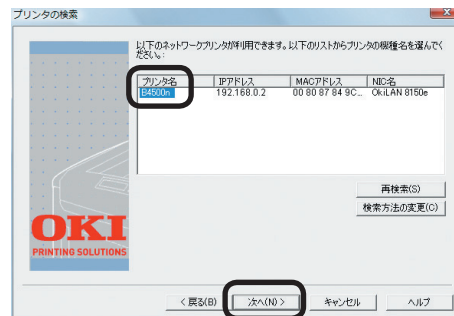 プリンタの検索
以下のネットワークプリンタが利用できます。以下のリストからプリンタの機種名を選んでく
ださい。:
プリンタ名 IPアドレス MACアドレス NIC名
B4500n 192.168.0.2 00 80 87 84 9C... OkiLAN 8150e
再検索(S)
検索方法の変更(C)
OKI
PRINTING SOLUTIONS
< 戻る(B) 次へ(N) > キャンセル ヘルプ